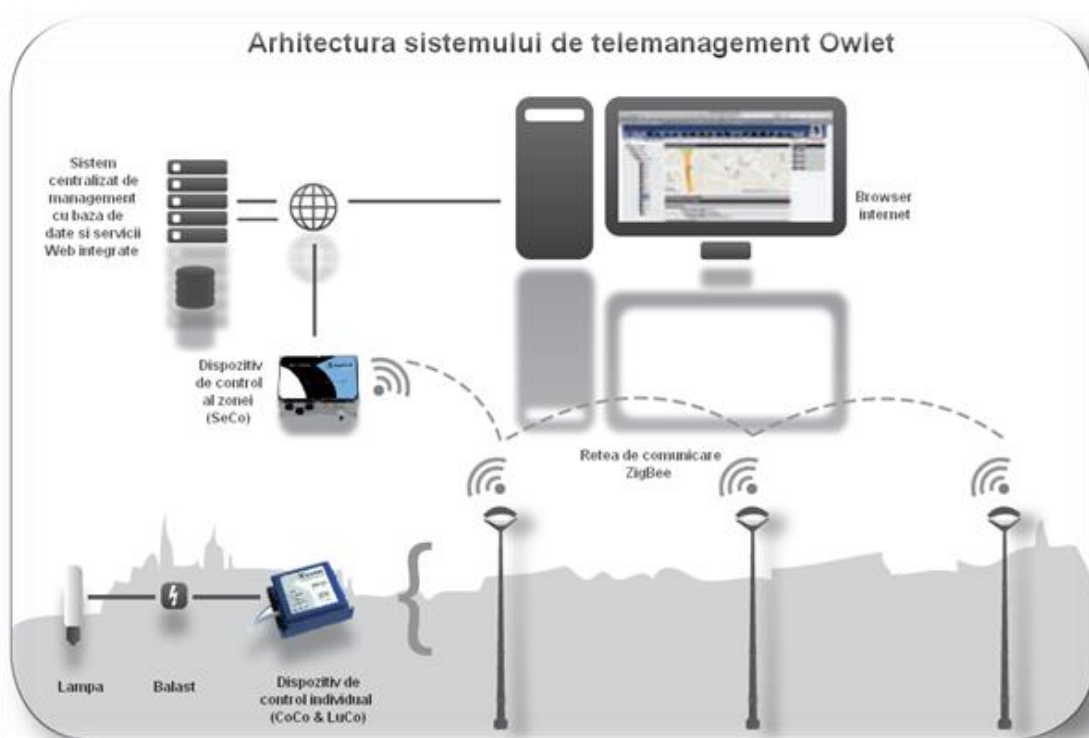 Arhitectura sistemului de telemanagement Owlet
Sistem
centralizat de
management
cu baza de
date si servicii
Web integrate
Browser
internet
Dispozitiv
de control
al zonei
(SeCo)
Retea de comunicare
ZigBee
Lampa
Balast
Dispozitiv de
control individual
(CoCo & LuCo)